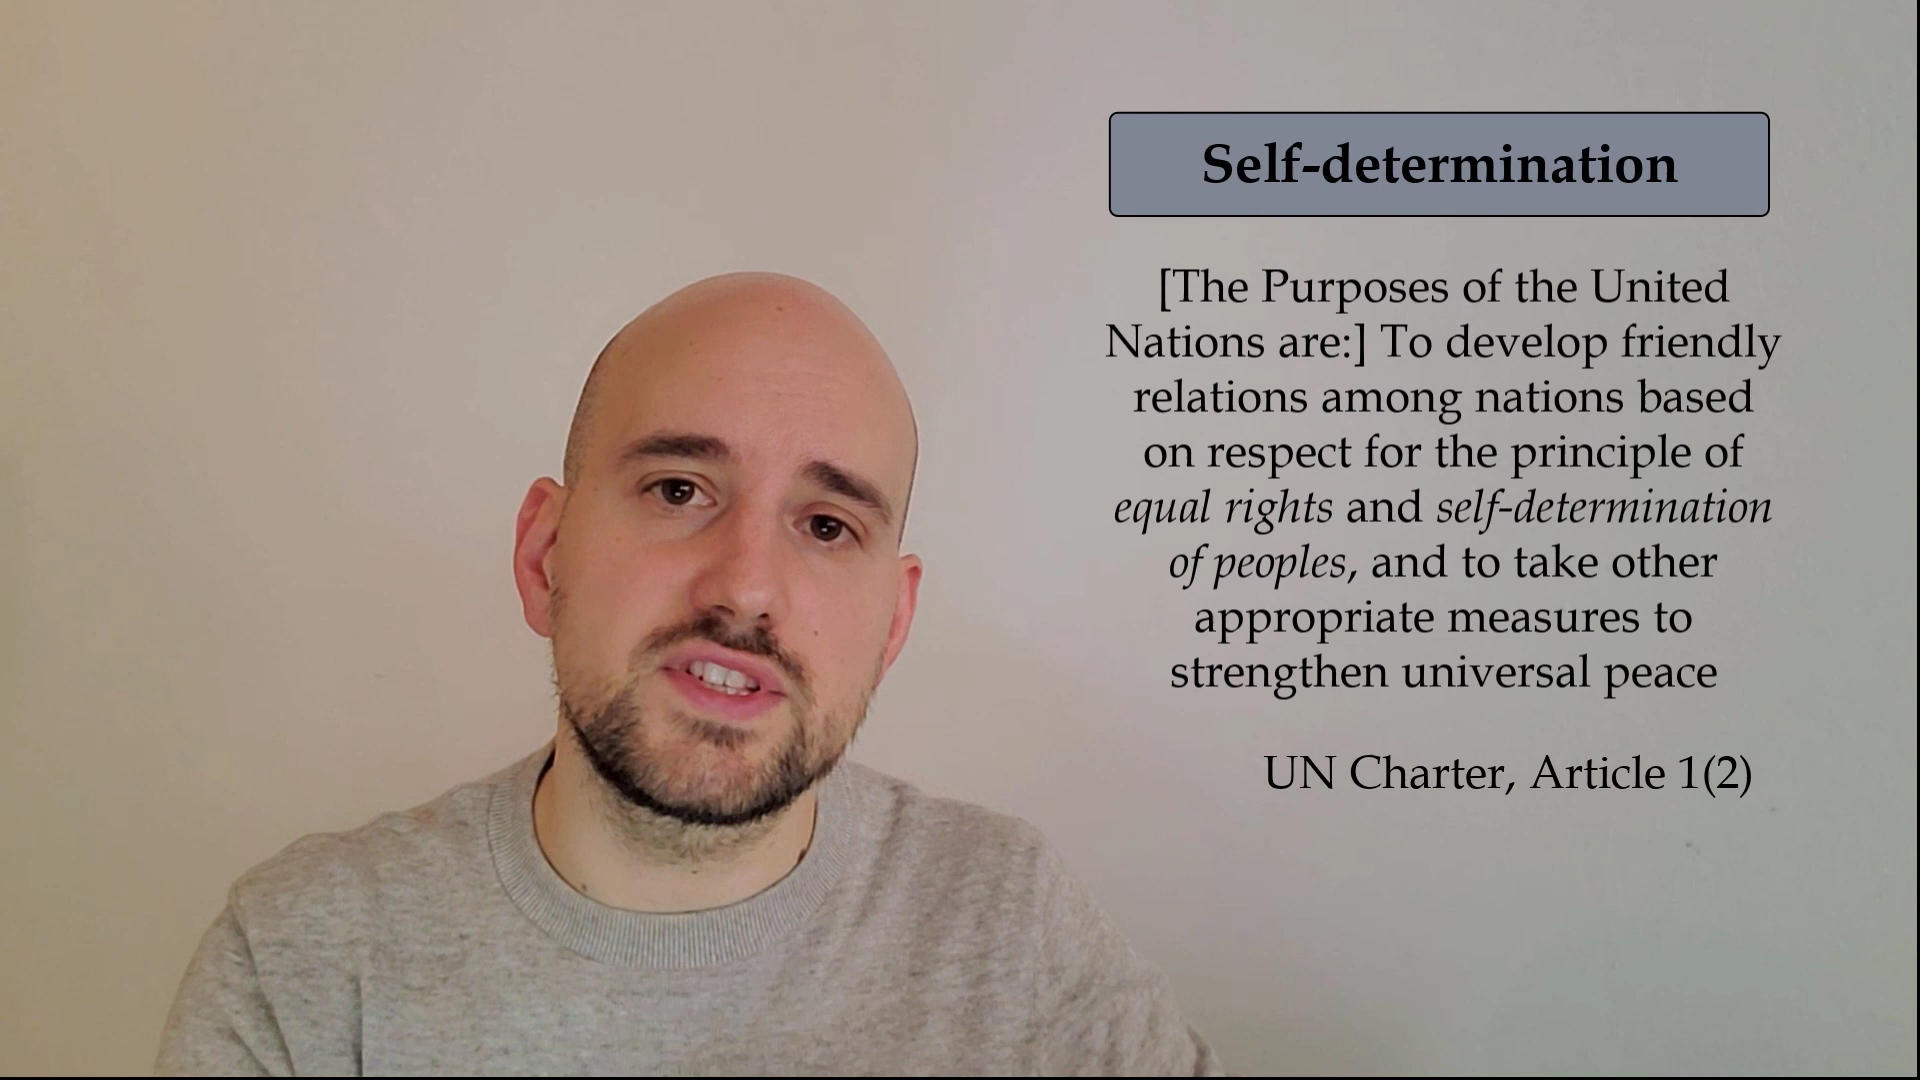 Self-determination
[The Purposes of the United
Nations are:] To develop friendly
relations among nations based
on respect for the principle of
equal rights and self-determination
of peoples, and to take other
appropriate measures to
strengthen universal peace
UN Charter, Article 1(2)